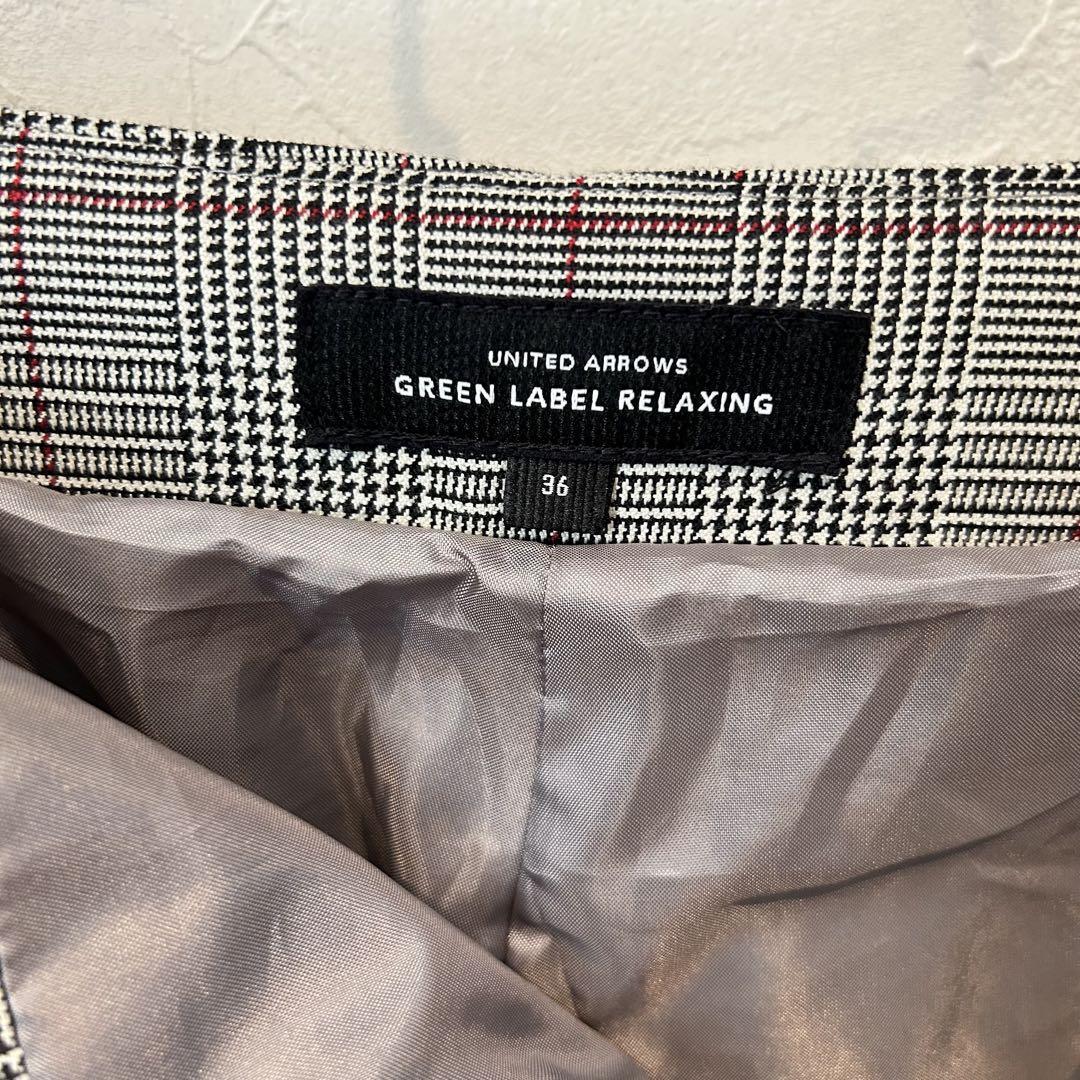 UNITED ARROWS
GREEN LABEL RELAXING
36